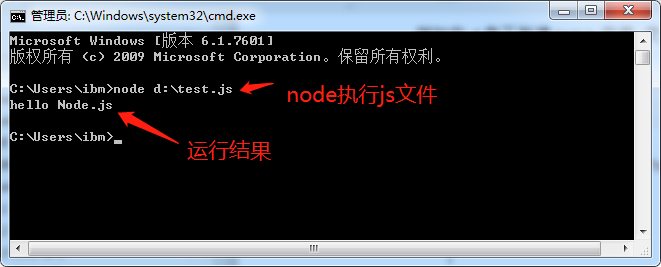 管理员: C:\Windows\system32\cmd.exe
Microsoft Windows [版本 6.1.7601]
版权所有 (c) 2009 Microsoft Corporation。保留所有权利。
C:\Users\ibm>node d:\test.js
node执行js文件
hello Node.js
C:\Users\ibm>_
运行结果